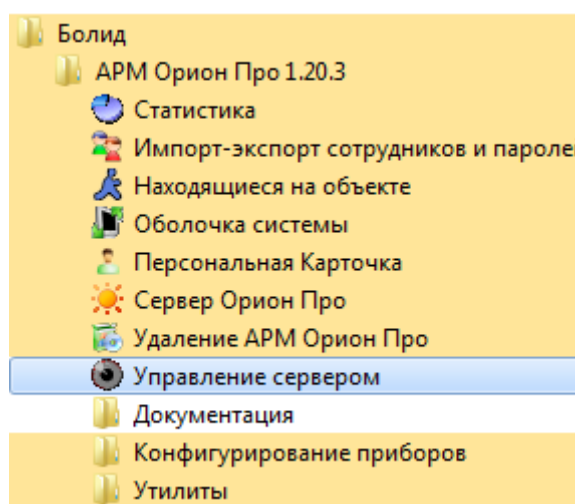 Болид
АРМ Орион Про 1.20.3
Статистика
Импорт-экспорт сотрудников и пароле
Находящиеся на объекте
Оболочка системы
Персональная Карточка
Сервер Орион Про
Удаление АРМ Орион Про
Управление сервером
Документация
Конфигурирование приборов
Утилиты